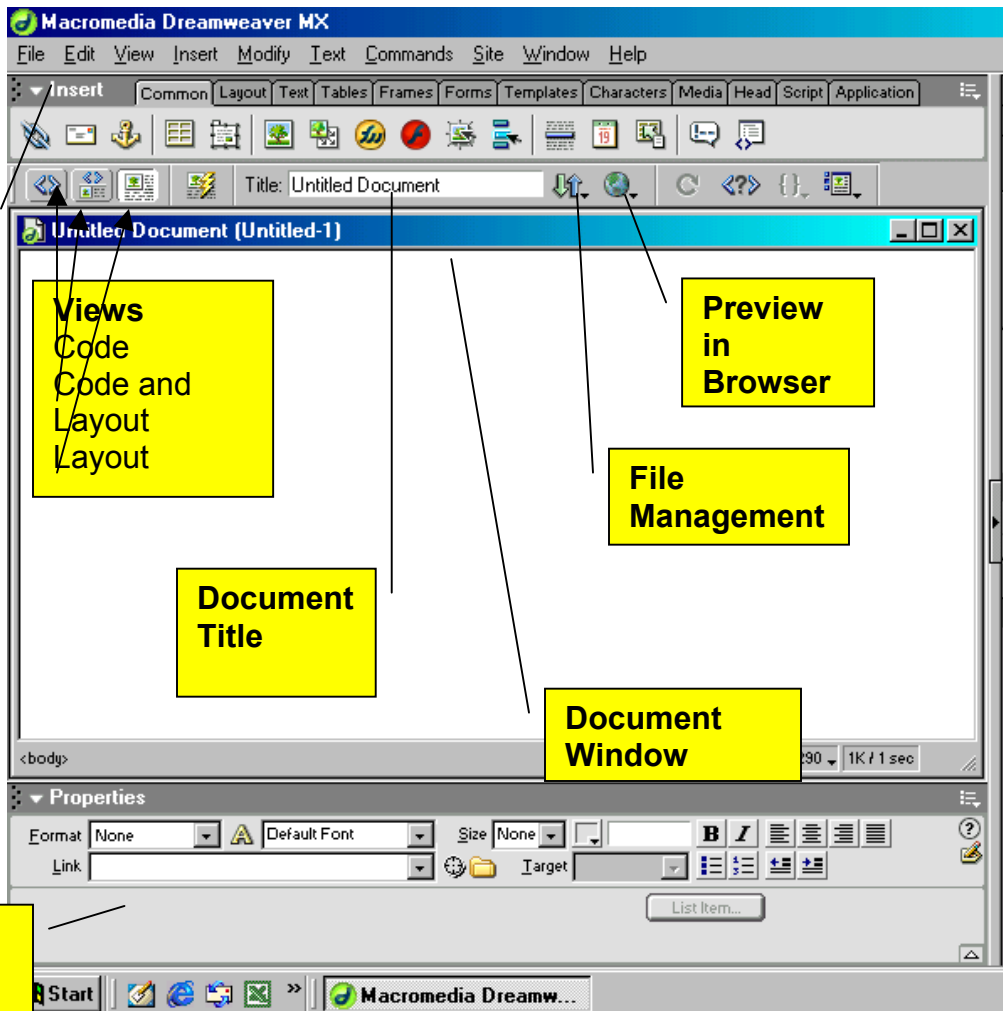 Macromedia Dreamweaver MX
File Edit View Insert Modify Text Commands Site Window Help
Insert Common Layout Text Tables Frames Forms Templates Characters Media Head Script Application
19
Title: Untitled Document
Untitled Document (Untitled-1)
Views
Code
Code and
Layout
Layout
Preview
in
Browser
File
Management
Document
Title
Document
Window
<body> 290 1K / 1 sec
Properties
Format None Default Font Size None B I
Link Target
List Item...
Start Macromedia Dreamw...